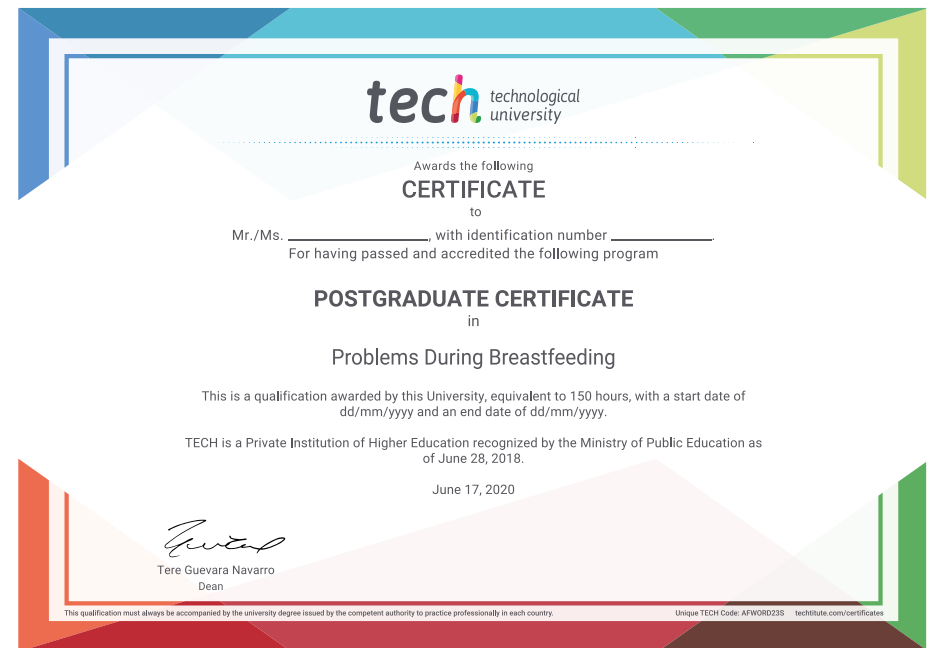 tech technological
university
Awards the following
CERTIFICATE
to
Mr./Ms. ____________________, with identification number ______________.
For having passed and accredited the following program
POSTGRADUATE CERTIFICATE
in
Problems During Breastfeeding
This is a qualification awarded by this University, equivalent to 150 hours, with a start date of
dd/mm/yyyy and an end date of dd/mm/yyyy.
TECH is a Private Institution of Higher Education recognized by the Ministry of Public Education as
of June 28, 2018.
June 17, 2020
Tere Guevara Navarro
Dean
This qualification must always be accompanied by the university degree issued by the competent authority to practice professionally in each country.
Unique TECH Code: AFWORD23S techtitute.com/certificates